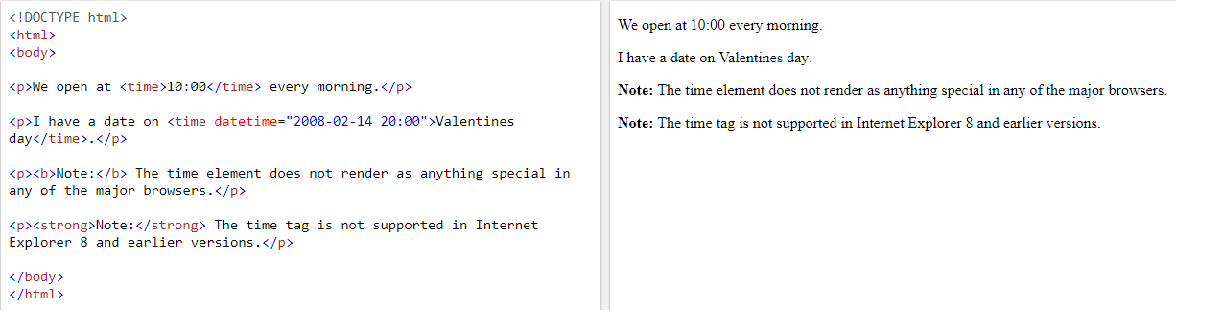 <!DOCTYPE html>
<html>
<body>
<p>We open at <time>10:00</time> every morning.</p>
<p>I have a date on <time datetime="2008-02-14 20:00">Valentines
day</time>.</p>
<p><b>Note:</b> The time element does not render as anything special in
any of the major browsers.</p>
<p><strong>Note:</strong> The time tag is not supported in Internet
Explorer 8 and earlier versions.</p>
</body>
</html>
We open at 10:00 every morning.
I have a date on Valentines day.
Note: The time element does not render as anything special in any of the major browsers.
Note: The time tag is not supported in Internet Explorer 8 and earlier versions.